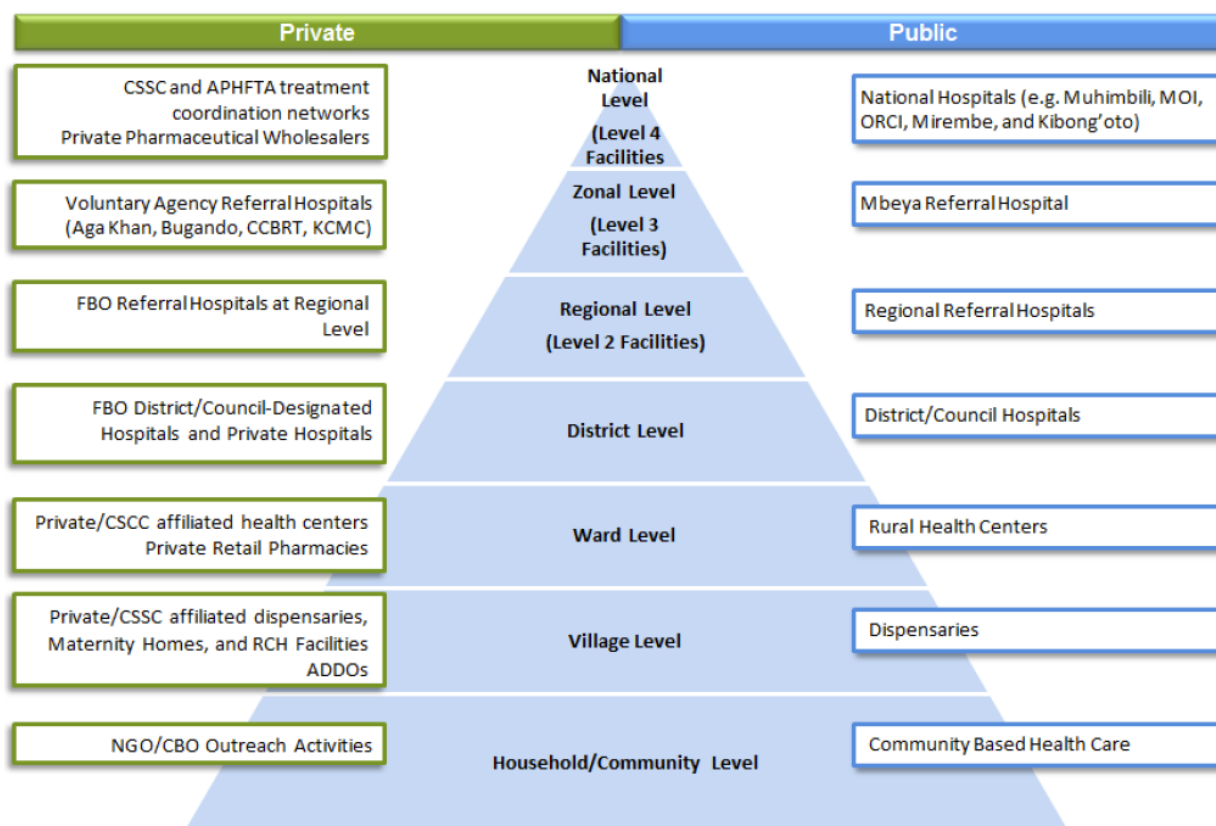 Private
Public
CSSC and APHFTA treatment
coordination networks
Private Pharmaceutical Wholesalers
National
Level
(Level 4
Facilities
National Hospitals (e.g. Muhimbili, MOI,
ORCI, Mirembe, and Kibong’oto)
Voluntary Agency Referral Hospitals
(Aga Khan, Bugando, CCBRT, KCMC)
Zonal Level
(Level 3
Facilities)
Mbeya Referral Hospital
FBO Referral Hospitals at Regional
Level
Regional Level
(Level 2 Facilities)
Regional Referral Hospitals
FBO District/Council-Designated
Hospitals and Private Hospitals
District Level
District/Council Hospitals
Private/CSCC affiliated health centers
Private Retail Pharmacies
Ward Level
Rural Health Centers
Private/CSSC affiliated dispensaries,
Maternity Homes, and RCH Facilities
ADDOs
Village Level
Dispensaries
NGO/CBO Outreach Activities
Household/Community Level
Community Based Health Care